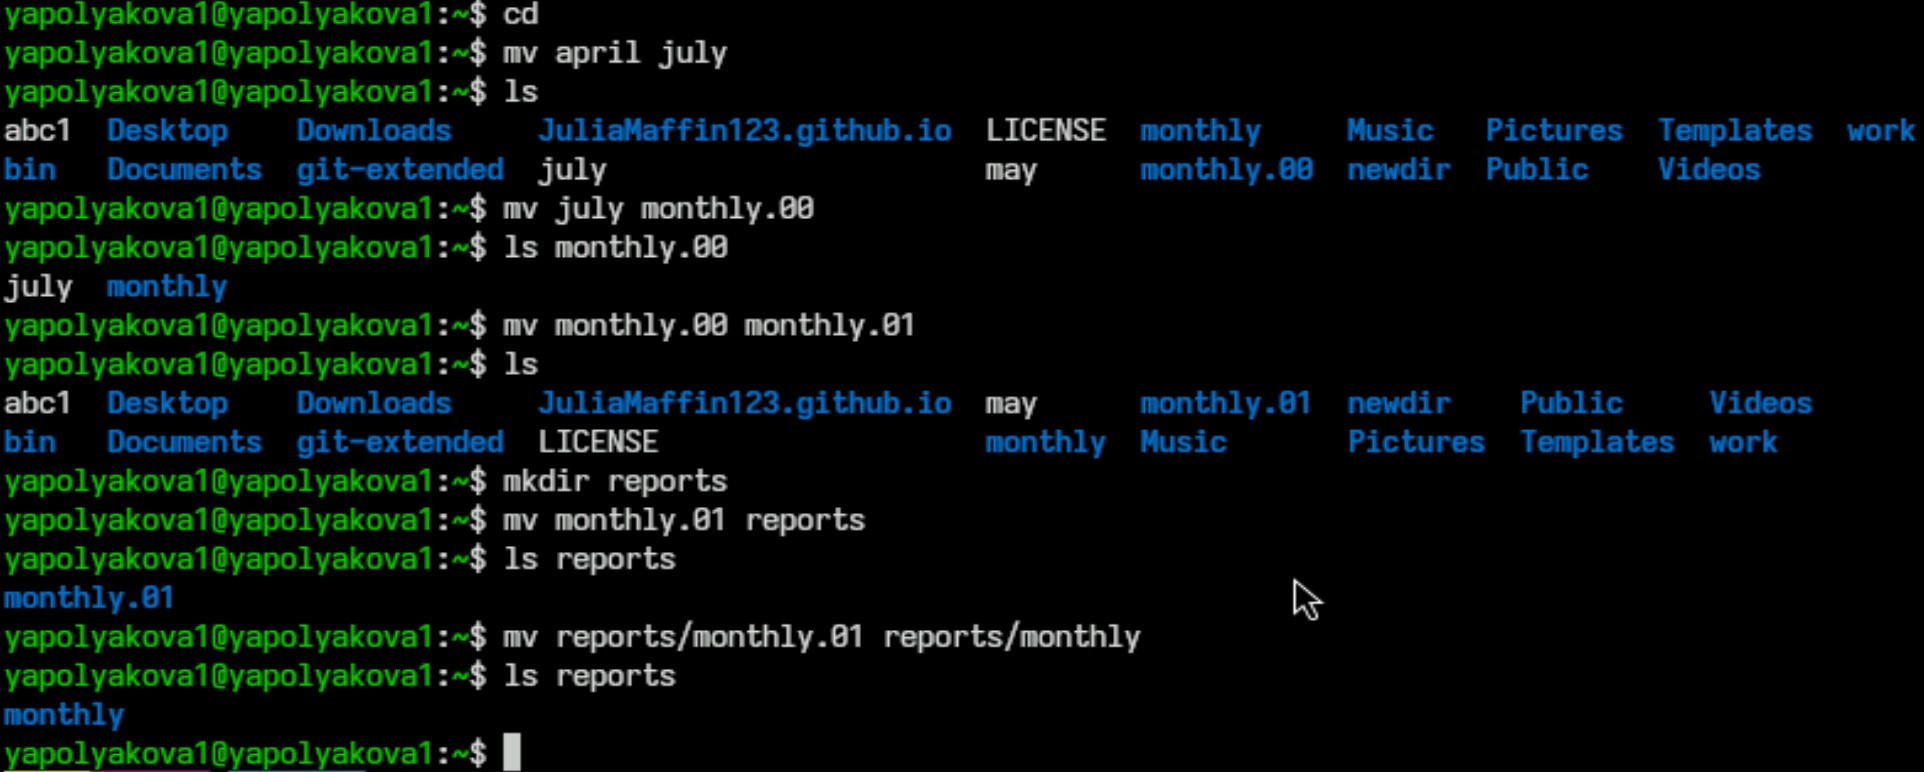 yapolyakova1@yapolyakova1:~$ cd
yapolyakova1@yapolyakova1:~$ mv april july
yapolyakova1@yapolyakova1:~$ ls
abc1  Desktop    Downloads     JuliaMaffin123.github.io  LICENSE  monthly     Music   Pictures  Templates  work
bin   Documents  git-extended  july                      may      monthly.00  newdir  Public    Videos
yapolyakova1@yapolyakova1:~$ mv july monthly.00
yapolyakova1@yapolyakova1:~$ ls monthly.00
july  monthly
yapolyakova1@yapolyakova1:~$ mv monthly.00 monthly.01
yapolyakova1@yapolyakova1:~$ ls
abc1  Desktop    Downloads     JuliaMaffin123.github.io  may      monthly.01  newdir    Public     Videos
bin   Documents  git-extended  LICENSE                   monthly  Music       Pictures  Templates  work
yapolyakova1@yapolyakova1:~$ mkdir reports
yapolyakova1@yapolyakova1:~$ mv monthly.01 reports
yapolyakova1@yapolyakova1:~$ ls reports
monthly.01
yapolyakova1@yapolyakova1:~$ mv reports/monthly.01 reports/monthly
yapolyakova1@yapolyakova1:~$ ls reports
monthly
yapolyakova1@yapolyakova1:~$